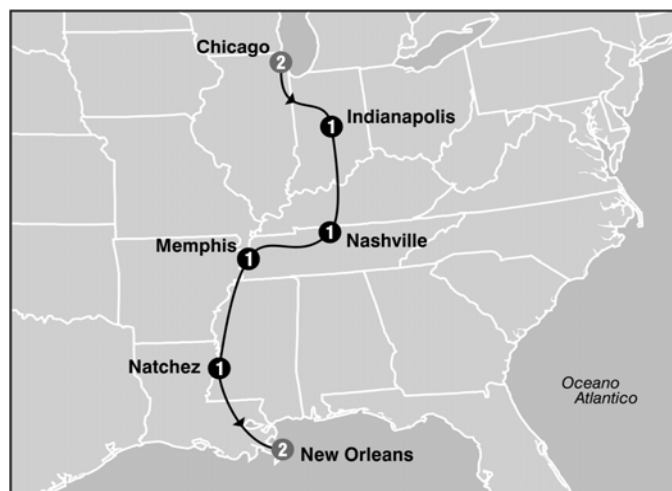 Chicago
2
1
Indianapolis
1
Nashville
Memphis
1
Natchez
1
Oceano
Atlantico
2
New Orleans